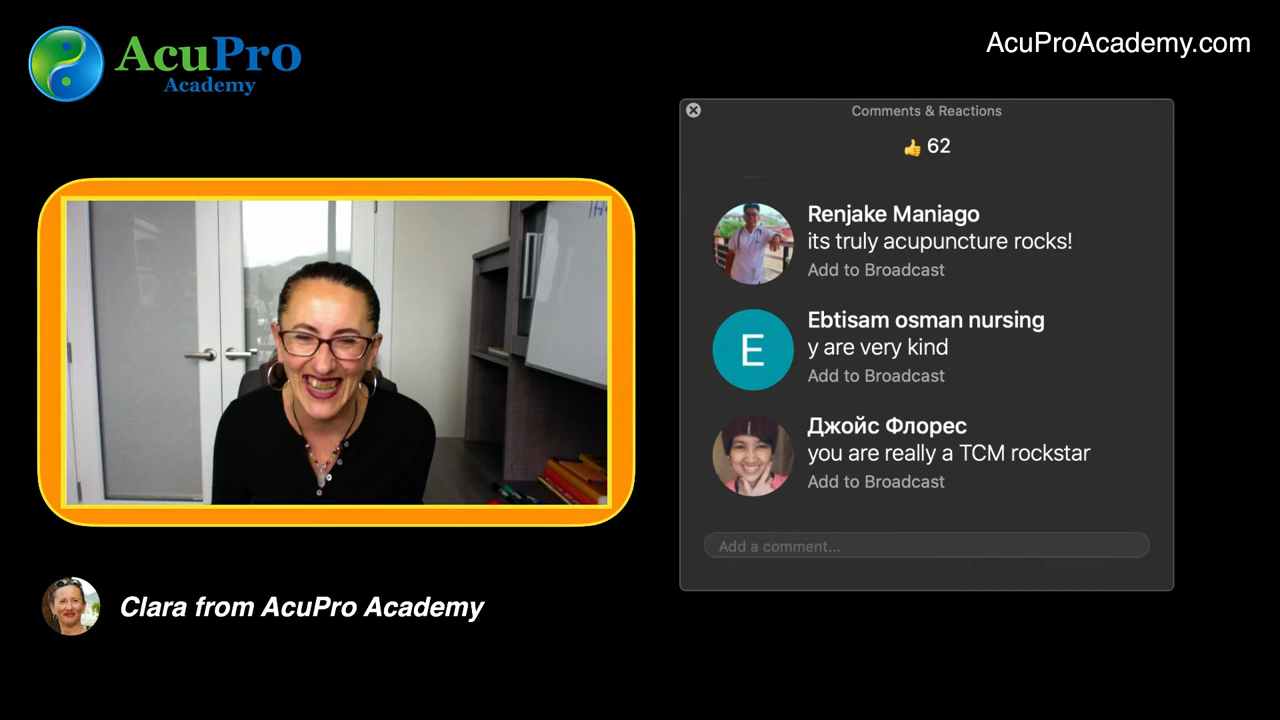 AcuPro
Academy
AcuProAcademy.com
Comments & Reactions
👍 62
Renjake Maniago
its truly acupuncture rocks!
Add to Broadcast
E
Ebtisam osman nursing
y are very kind
Add to Broadcast
Джойс Флорес
you are really a TCM rockstar
Add to Broadcast
Add a comment...
Clara from AcuPro Academy